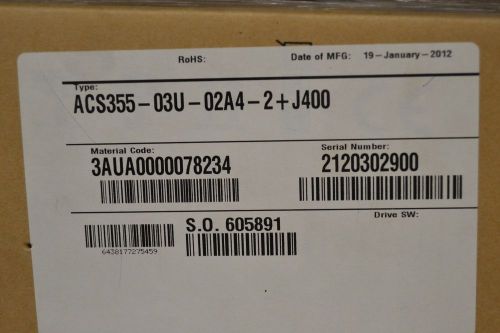 RoHS: Date of MFG: 19-January-2012
Type:
ACS355-03U-02A4-2+J400
Material Code: Serial Number:
3AUA0000078234 2120302900
S.O. 605891 Drive SW:
6438177275459